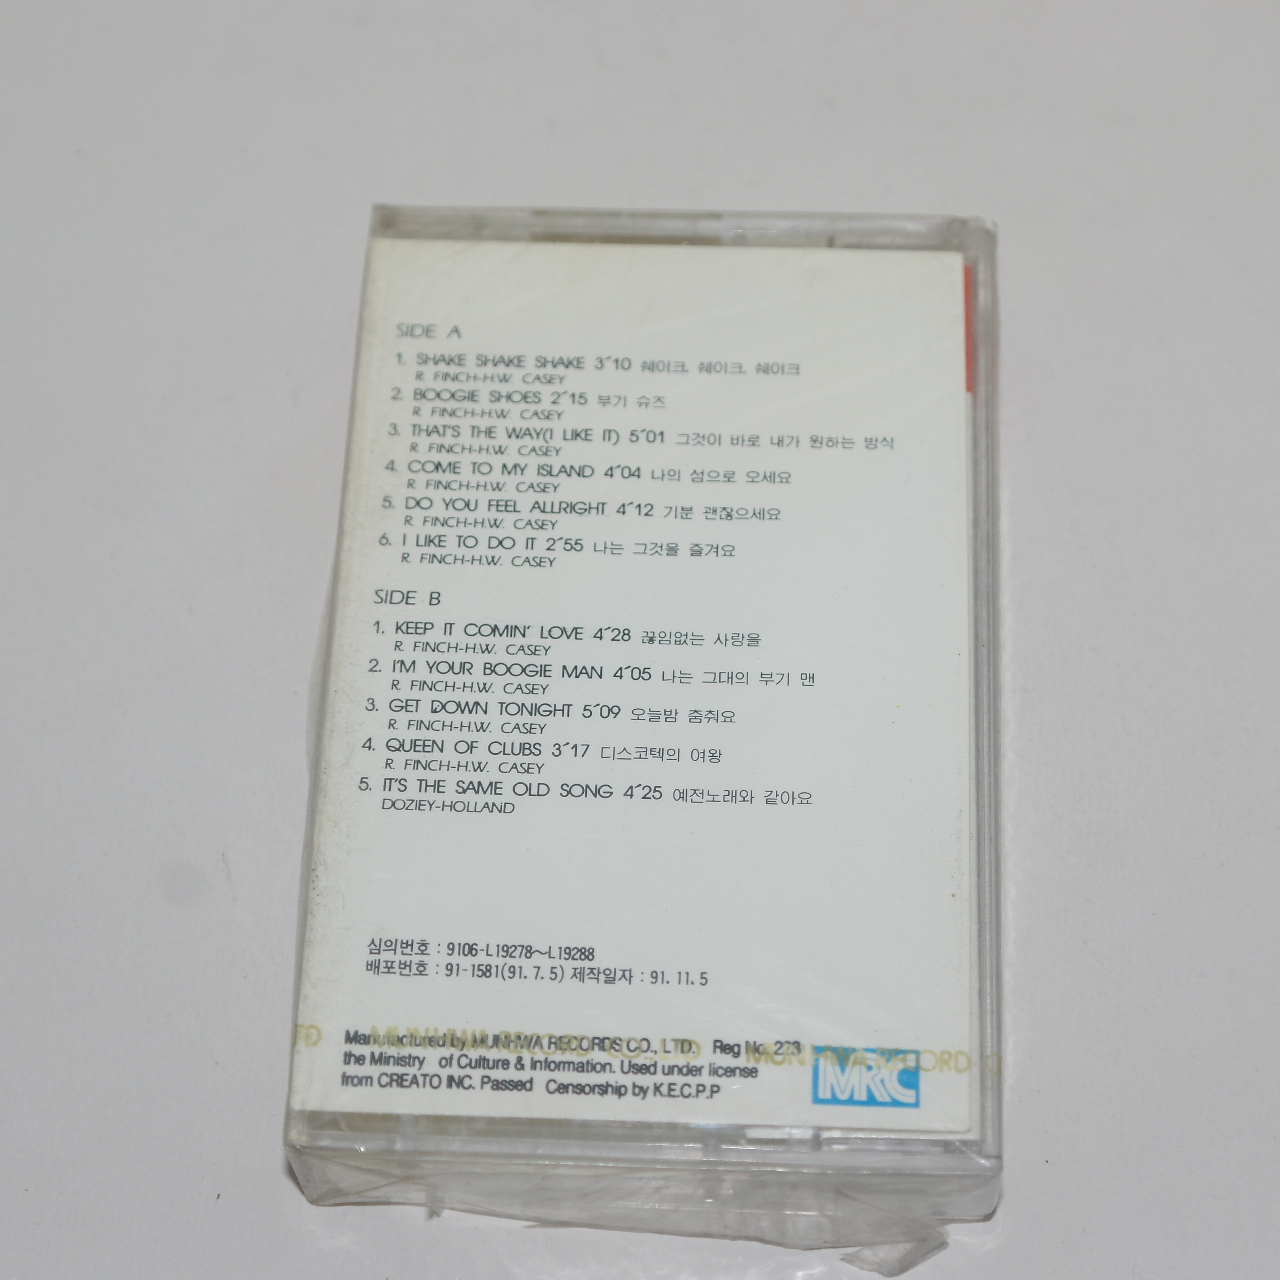 SIDE A
1. SHAKE SHAKE SHAKE 3´10 쉐이크, 쉐이크, 쉐이크
R. FINCH-H.W. CASEY
2. BOOGIE SHOES 2´15 부기 슈즈
R. FINCH-H.W. CASEY
3. THAT'S THE WAY(I LIKE IT) 5´01 그것이 바로 내가 원하는 방식
R. FINCH-H.W. CASEY
4. COME TO MY ISLAND 4´04 나의 섬으로 오세요
R. FINCH-H.W. CASEY
5. DO YOU FEEL ALLRIGHT 4´12 기분 괜찮으세요
R. FINCH-H.W. CASEY
6. I LIKE TO DO IT 2´55 나는 그것을 즐겨요
R. FINCH-H.W. CASEY
SIDE B
1. KEEP IT COMIN' LOVE 4´28 끊임없는 사랑을
R. FINCH-H.W. CASEY
2. I'M YOUR BOOGIE MAN 4´05 나는 그대의 부기 맨
R. FINCH-H.W. CASEY
3. GET DOWN TONIGHT 5´09 오늘밤 춤춰요
R. FINCH-H.W. CASEY
4. QUEEN OF CLUBS 3´17 디스코텍의 여왕
R. FINCH-H.W. CASEY
5. IT'S THE SAME OLD SONG 4´25 예전노래와 같아요
DOZIEY-HOLLAND
심의번호 : 9106-L19278~L19288
배포번호 : 91-1581(91. 7. 5) 제작일자 : 91. 11. 5
MUNHWA RECORD CO., LTG MUNHWA RECORD
Manufactured by MUNHWA RECORDS CO., LTD. Reg No.
the Ministry of Culture & Information. Used under license
from CREATO INC. Passed Censorship by K.E.C.P.P
MRC